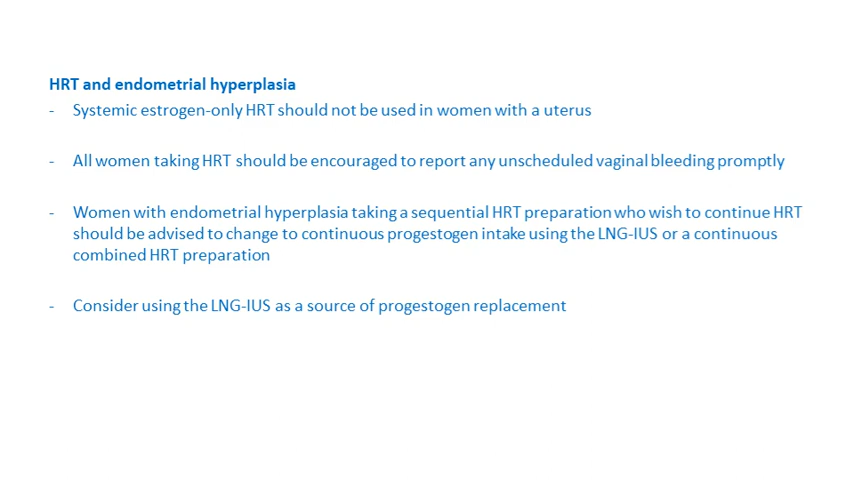 HRT and endometrial hyperplasia
- Systemic estrogen-only HRT should not be used in women with a uterus
- All women taking HRT should be encouraged to report any unscheduled vaginal bleeding promptly
- Women with endometrial hyperplasia taking a sequential HRT preparation who wish to continue HRT
should be advised to change to continuous progestogen intake using the LNG-IUS or a continuous
combined HRT preparation
- Consider using the LNG-IUS as a source of progestogen replacement